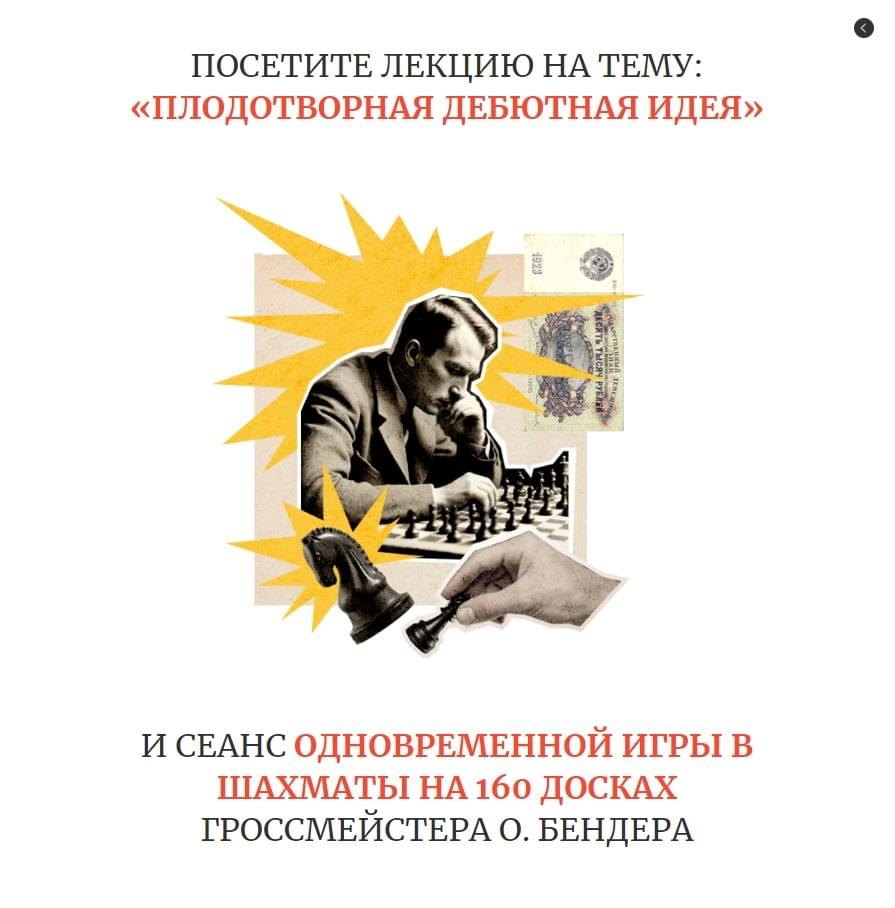 ПОСЕТИТЕ ЛЕКЦИЮ НА ТЕМУ:
«ПЛОДОТВОРНАЯ ДЕБЮТНАЯ ИДЕЯ»
1923
ДЕСЯТЬ ТЫСЯЧ РУБЛЕЙ
И СЕАНС ОДНОВРЕМЕННОЙ ИГРЫ В
ШАХМАТЫ НА 160 ДОСКАХ
ГРОССМЕЙСТЕРА О. БЕНДЕРА